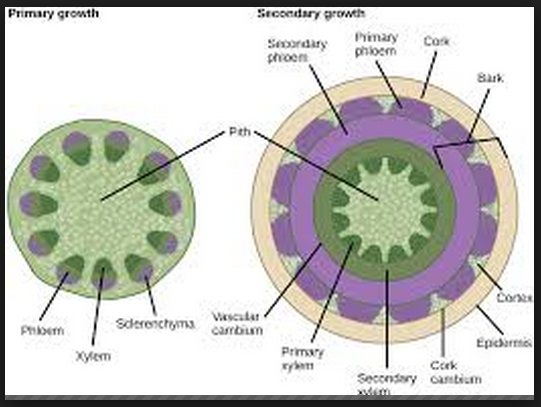 Primary growth
Secondary growth
Secondary
phloem
Primary
phloem
Cork
Bark
Pith
Phloem
Xylem
Sclerenchyma
Vascular
cambium
Primary
xylem
Secondary
xylem
Cork
cambium
Epidermis
Cortex